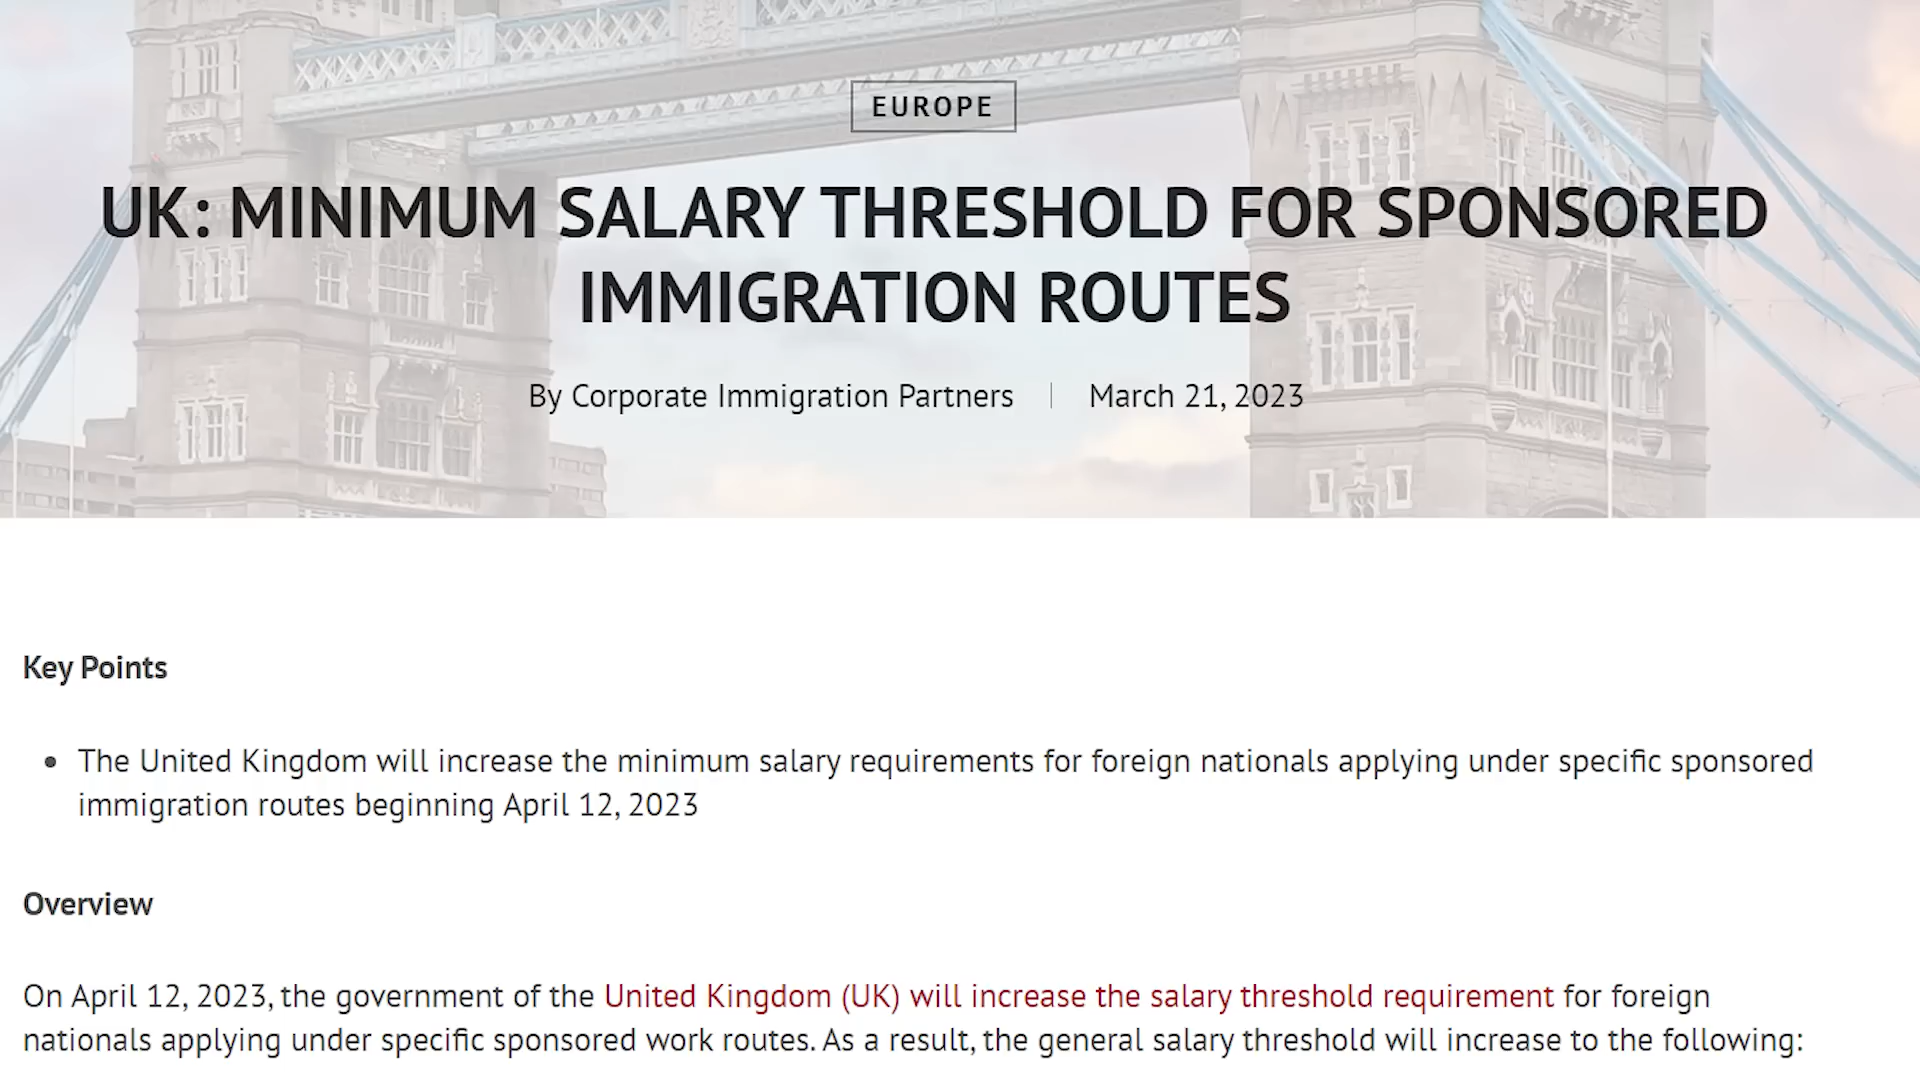 EUROPE
UK: MINIMUM SALARY THRESHOLD FOR SPONSORED
IMMIGRATION ROUTES
By Corporate Immigration Partners | March 21, 2023
Key Points
• The United Kingdom will increase the minimum salary requirements for foreign nationals applying under specific sponsored
immigration routes beginning April 12, 2023
Overview
On April 12, 2023, the government of the United Kingdom (UK) will increase the salary threshold requirement for foreign
nationals applying under specific sponsored work routes. As a result, the general salary threshold will increase to the following: